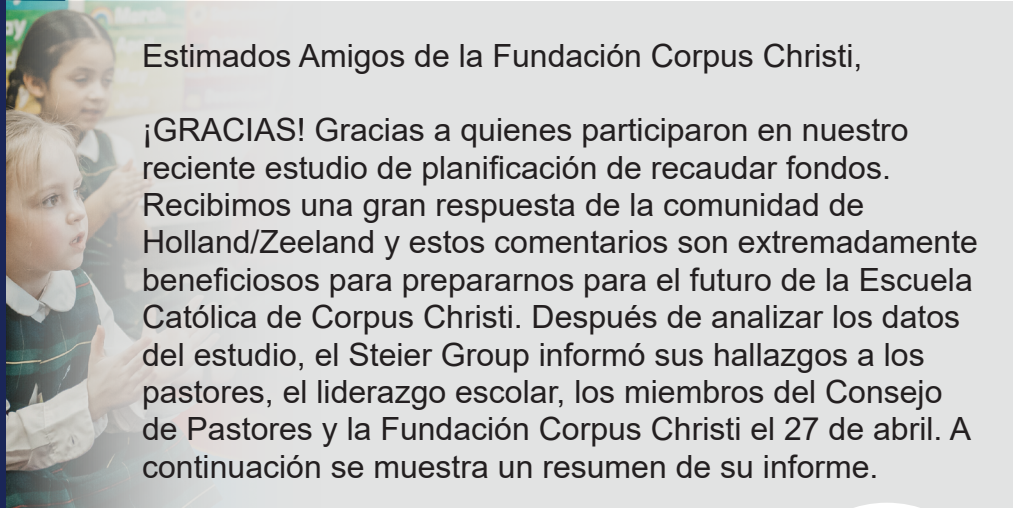 Estimados Amigos de la Fundación Corpus Christi,
¡GRACIAS! Gracias a quienes participaron en nuestro
reciente estudio de planificación de recaudar fondos.
Recibimos una gran respuesta de la comunidad de
Holland/Zeeland y estos comentarios son extremadamente
beneficiosos para prepararnos para el futuro de la Escuela
Católica de Corpus Christi. Después de analizar los datos
del estudio, el Steier Group informó sus hallazgos a los
pastores, el liderazgo escolar, los miembros del Consejo
de Pastores y la Fundación Corpus Christi el 27 de abril. A
continuación se muestra un resumen de su informe.